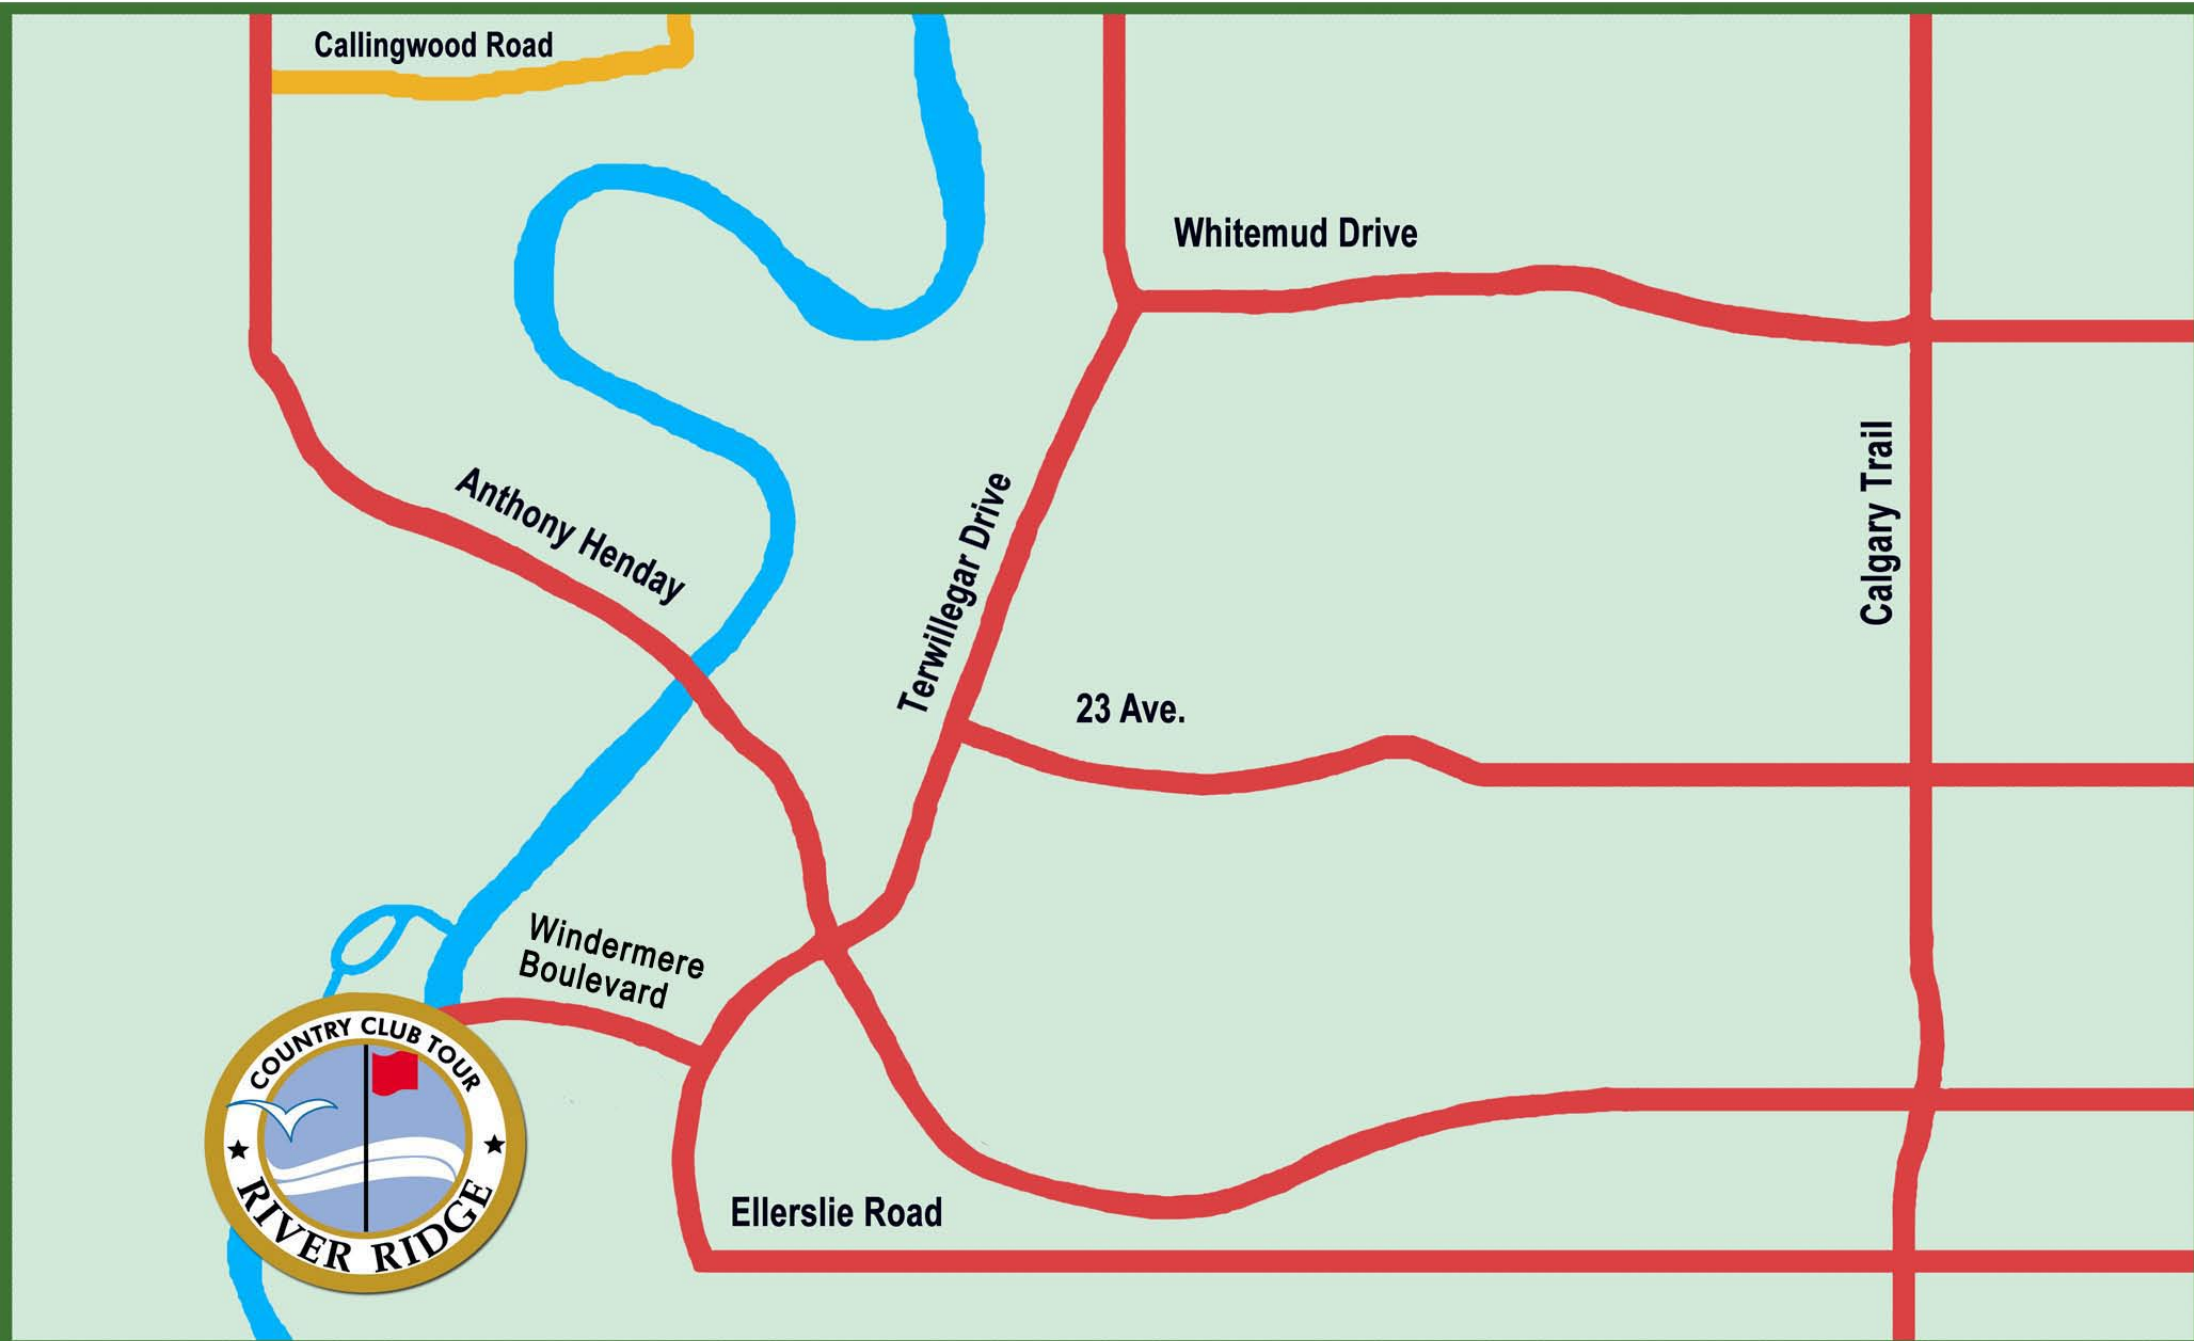 Callingwood Road
Whitemud Drive
Anthony Henday
Terwillegar Drive
Calgary Trail
23 Ave.
Windermere
Boulevard
COUNTRY CLUB TOUR
RIVER RIDGE
Ellerslie Road